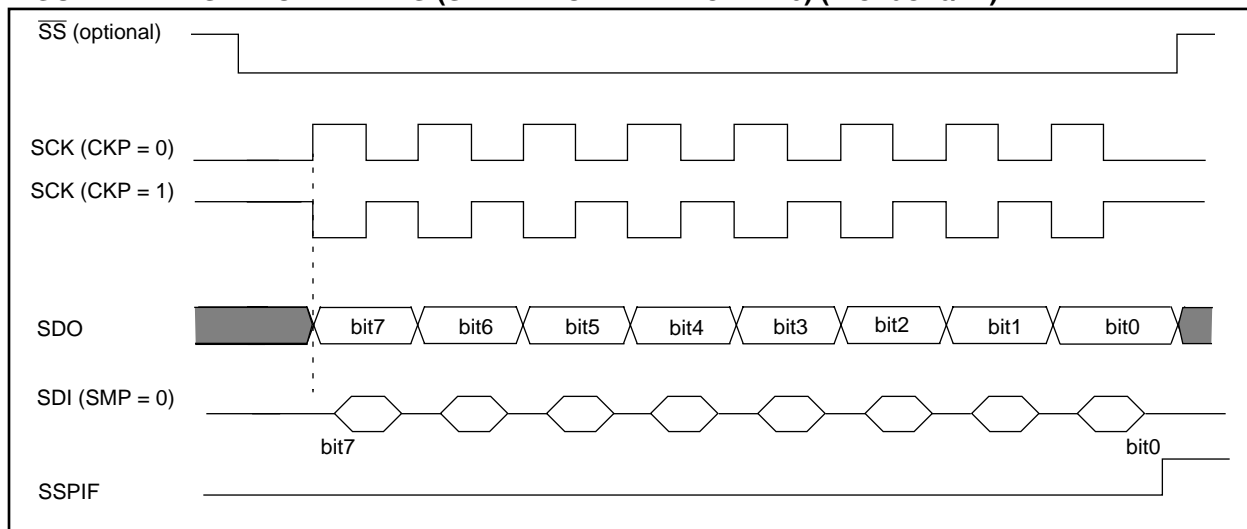 SS (optional)
SCK (CKP = 0)
SCK (CKP = 1)
SDO
bit7
bit6
bit5
bit4
bit3
bit2
bit1
bit0
SDI (SMP = 0)
bit7
bit0
SSPIF